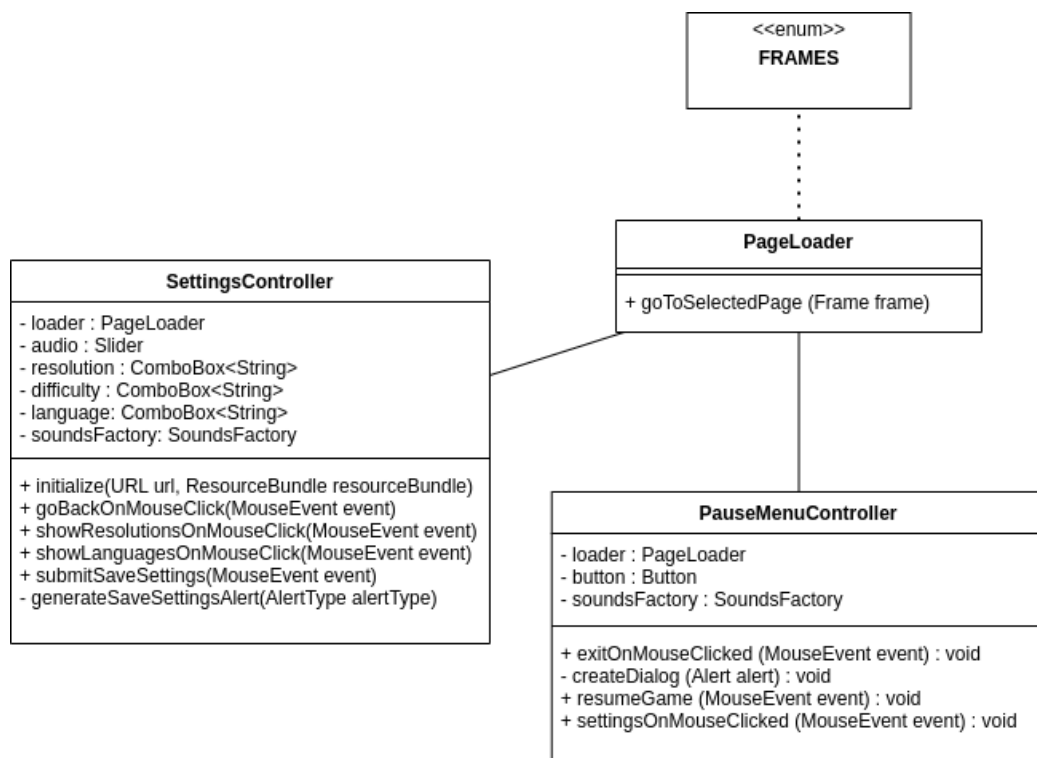 <<enum>>
FRAMES
PageLoader
+ goToSelectedPage (Frame frame)
SettingsController
- loader : PageLoader
- audio : Slider
- resolution : ComboBox<String>
- difficulty : ComboBox<String>
- language: ComboBox<String>
- soundsFactory: SoundsFactory
+ initialize(URL url, ResourceBundle resourceBundle)
+ goBackOnMouseClick(MouseEvent event)
+ showResolutionsOnMouseClick(MouseEvent event)
+ showLanguagesOnMouseClick(MouseEvent event)
+ submitSaveSettings(MouseEvent event)
- generateSaveSettingsAlert(AlertType alertType)
PauseMenuController
- loader : PageLoader
- button : Button
- soundsFactory : SoundsFactory
+ exitOnMouseClicked (MouseEvent event) : void
- createDialog (Alert alert) : void
+ resumeGame (MouseEvent event) : void
+ settingsOnMouseClicked (MouseEvent event) : void